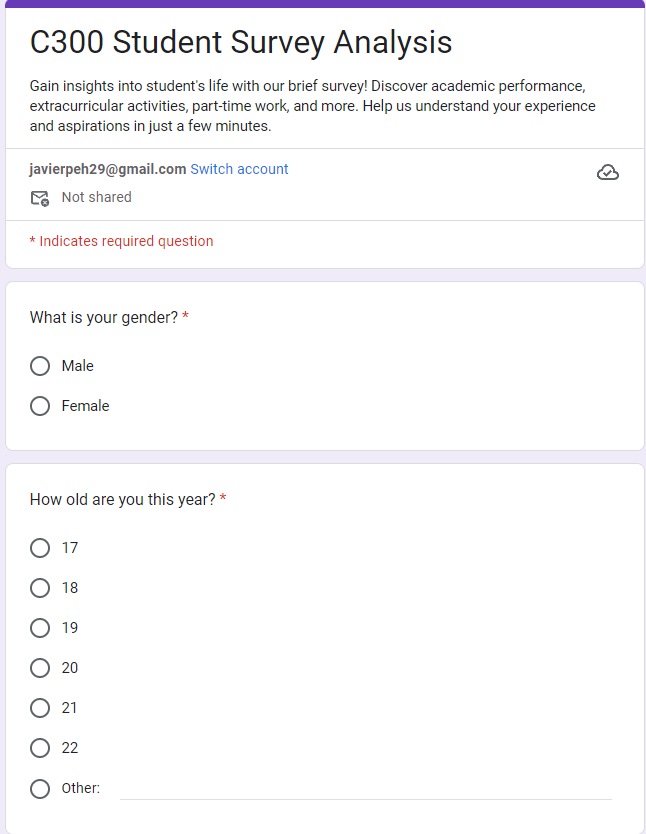 C300 Student Survey Analysis
Gain insights into student's life with our brief survey! Discover academic performance,
extracurricular activities, part-time work, and more. Help us understand your experience
and aspirations in just a few minutes.
javierpeh29@gmail.com Switch account
Not shared
* Indicates required question
What is your gender? *
Male
Female
How old are you this year? *
17
18
19
20
21
22
Other: